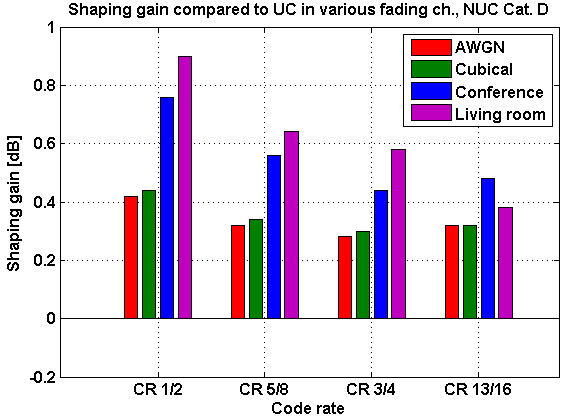 Shaping gain compared to UC in various fading ch., NUC Cat. D
AWGN
Cubical
Conference
Living room
Shaping gain [dB]
1
0.8
0.6
0.4
0.2
0
-0.2
CR 1/2 CR 5/8 CR 3/4 CR 13/16
Code rate